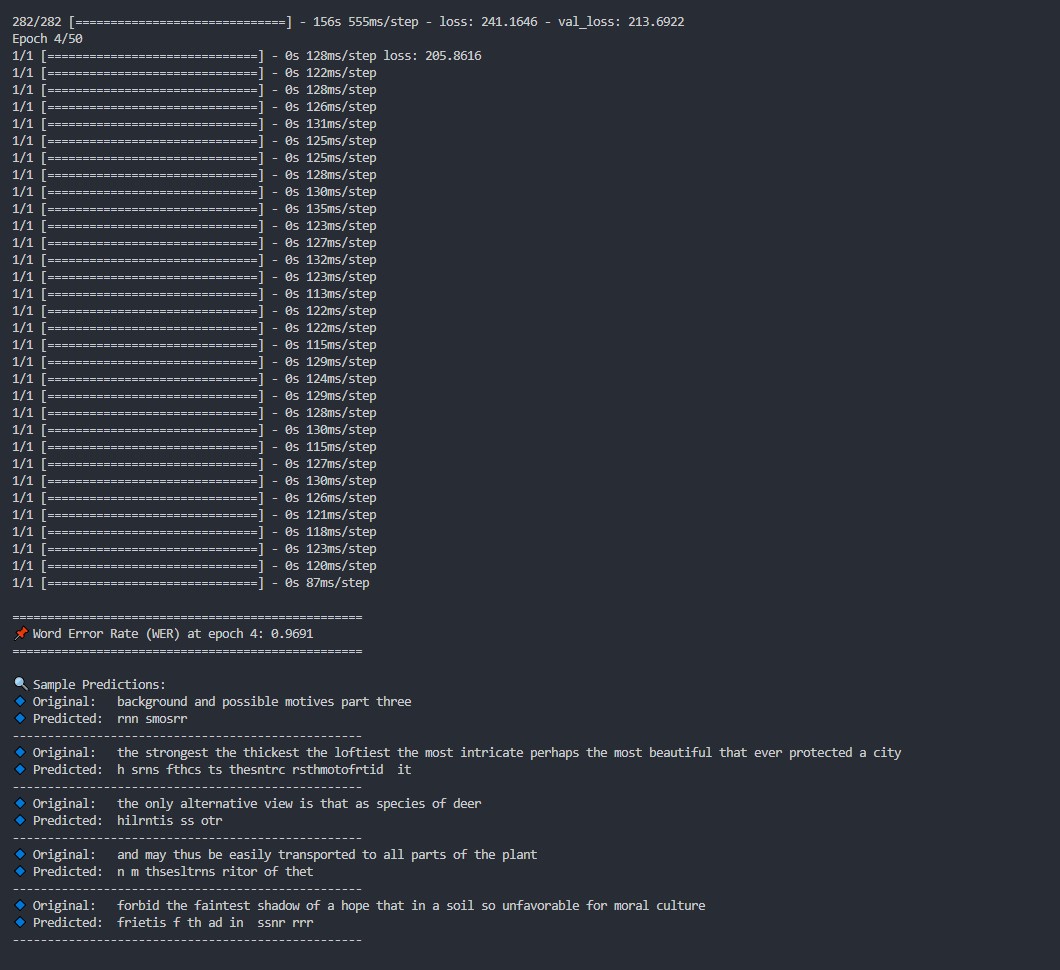 282/282 [==============================] - 156s 555ms/step - loss: 241.1646 - val_loss: 213.6922
Epoch 4/50
1/1 [==============================] - 0s 128ms/step loss: 205.8616
1/1 [==============================] - 0s 122ms/step
1/1 [==============================] - 0s 128ms/step
1/1 [==============================] - 0s 126ms/step
1/1 [==============================] - 0s 131ms/step
1/1 [==============================] - 0s 125ms/step
1/1 [==============================] - 0s 125ms/step
1/1 [==============================] - 0s 128ms/step
1/1 [==============================] - 0s 130ms/step
1/1 [==============================] - 0s 135ms/step
1/1 [==============================] - 0s 123ms/step
1/1 [==============================] - 0s 127ms/step
1/1 [==============================] - 0s 132ms/step
1/1 [==============================] - 0s 123ms/step
1/1 [==============================] - 0s 113ms/step
1/1 [==============================] - 0s 122ms/step
1/1 [==============================] - 0s 122ms/step
1/1 [==============================] - 0s 115ms/step
1/1 [==============================] - 0s 129ms/step
1/1 [==============================] - 0s 124ms/step
1/1 [==============================] - 0s 129ms/step
1/1 [==============================] - 0s 128ms/step
1/1 [==============================] - 0s 130ms/step
1/1 [==============================] - 0s 115ms/step
1/1 [==============================] - 0s 127ms/step
1/1 [==============================] - 0s 130ms/step
1/1 [==============================] - 0s 126ms/step
1/1 [==============================] - 0s 121ms/step
1/1 [==============================] - 0s 118ms/step
1/1 [==============================] - 0s 123ms/step
1/1 [==============================] - 0s 120ms/step
1/1 [==============================] - 0s 87ms/step
==================================================
📌 Word Error Rate (WER) at epoch 4: 0.9691
==================================================
🔍 Sample Predictions:
🔹 Original:   background and possible motives part three
🔹 Predicted:  rnn smosrr
--------------------------------------------------
🔹 Original:   the strongest the thickest the loftiest the most intricate perhaps the most beautiful that ever protected a city
🔹 Predicted:  h srns fthcs ts thesntrc rsthmotofrtid  it
--------------------------------------------------
🔹 Original:   the only alternative view is that as species of deer
🔹 Predicted:  hilrntis ss otr
--------------------------------------------------
🔹 Original:   and may thus be easily transported to all parts of the plant
🔹 Predicted:  n m thsesltrns ritor of thet
--------------------------------------------------
🔹 Original:   forbid the faintest shadow of a hope that in a soil so unfavorable for moral culture
🔹 Predicted:  frietis f th ad in  ssnr rrr
--------------------------------------------------